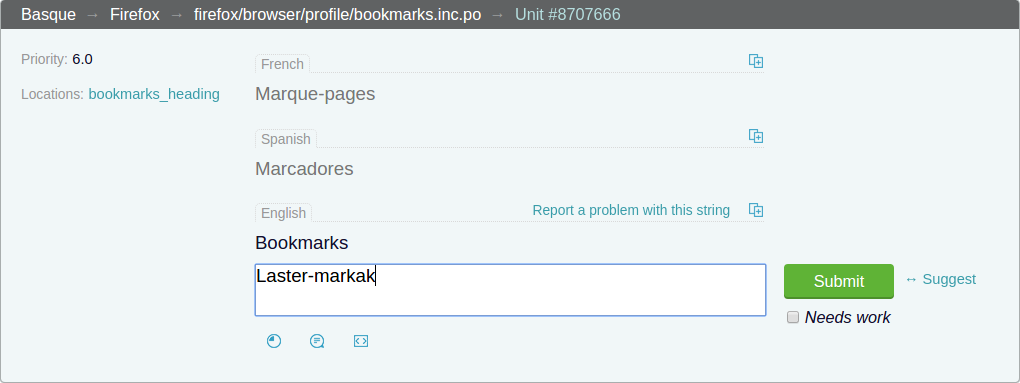 Basque → Firefox → firefox/browser/profile/bookmarks.inc.po → Unit #8707666
Priority: 6.0
Locations: bookmarks_heading
French
Marque-pages
Spanish
Marcadores
English
Report a problem with this string
Bookmarks
Laster-markak
Submit
↔ Suggest
Needs work